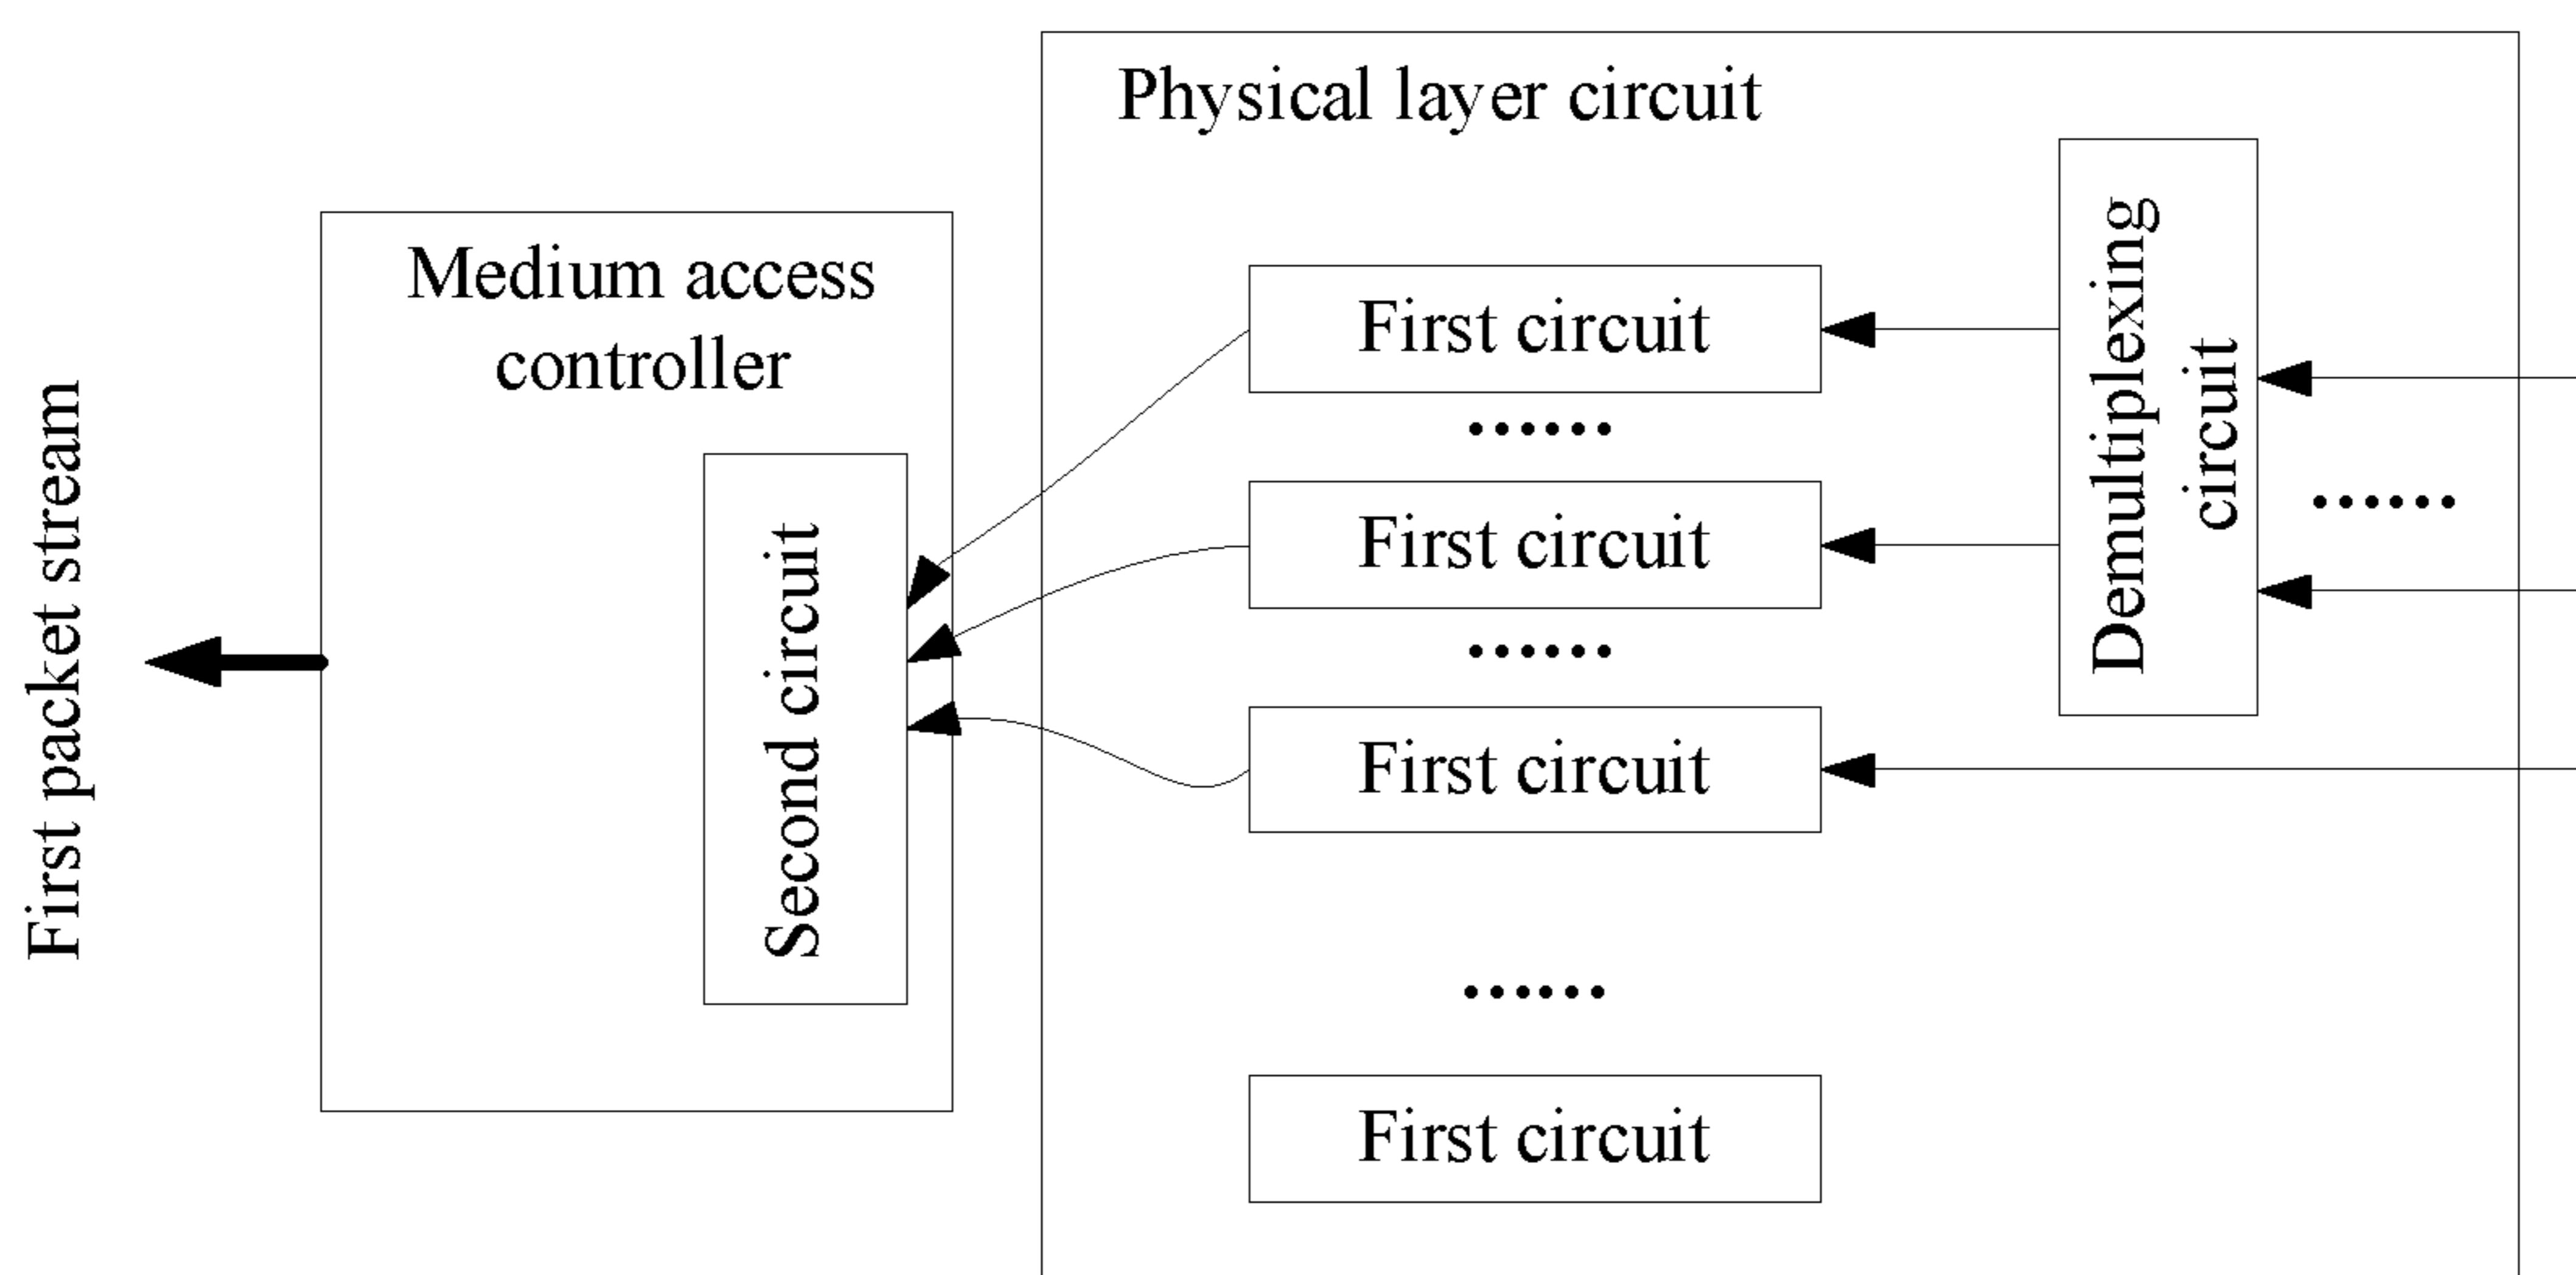 Physical layer circuit
Medium access
controller
First packet stream
Second circuit
First circuit
......
First circuit
......
First circuit
......
First circuit
Demultiplexing
circuit
......